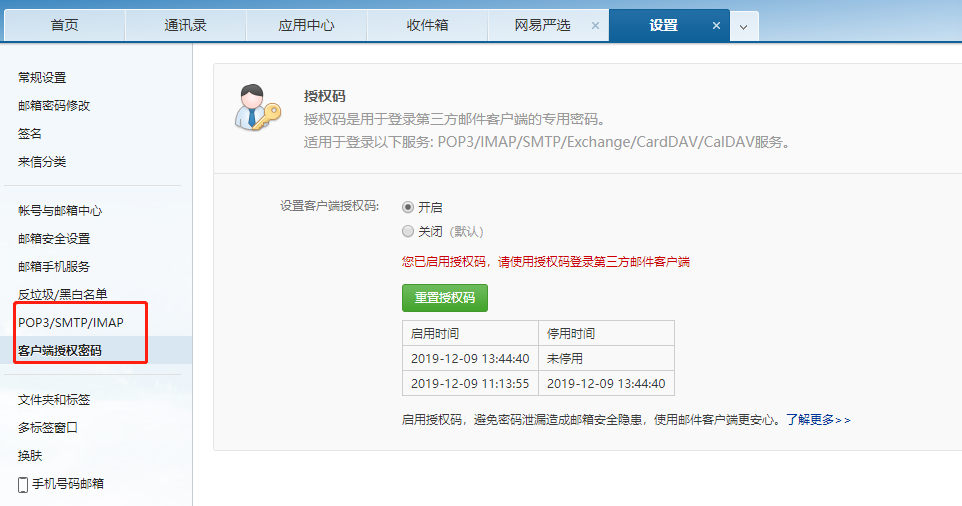 首页 通讯录 应用中心 收件箱 网易严选 × 设置 ×
常规设置
邮箱密码修改
签名
来信分类
帐号与邮箱中心
邮箱安全设置
邮箱手机服务
反垃圾/黑白名单
POP3/SMTP/IMAP
客户端授权密码
文件夹和标签
多标签窗口
换肤
手机号码邮箱
授权码
授权码是用于登录第三方邮件客户端的专用密码。
适用于登录以下服务: POP3/IMAP/SMTP/Exchange/CardDAV/CalDAV服务。
设置客户端授权码: 开启
关闭 (默认)
您已启用授权码，请使用授权码登录第三方邮件客户端
重置授权码
启用时间 停用时间
2019-12-09 13:44:40 未停用
2019-12-09 11:13:55 2019-12-09 13:44:40
启用授权码，避免密码泄漏造成邮箱安全隐患，使用邮件客户端更安心。了解更多>>